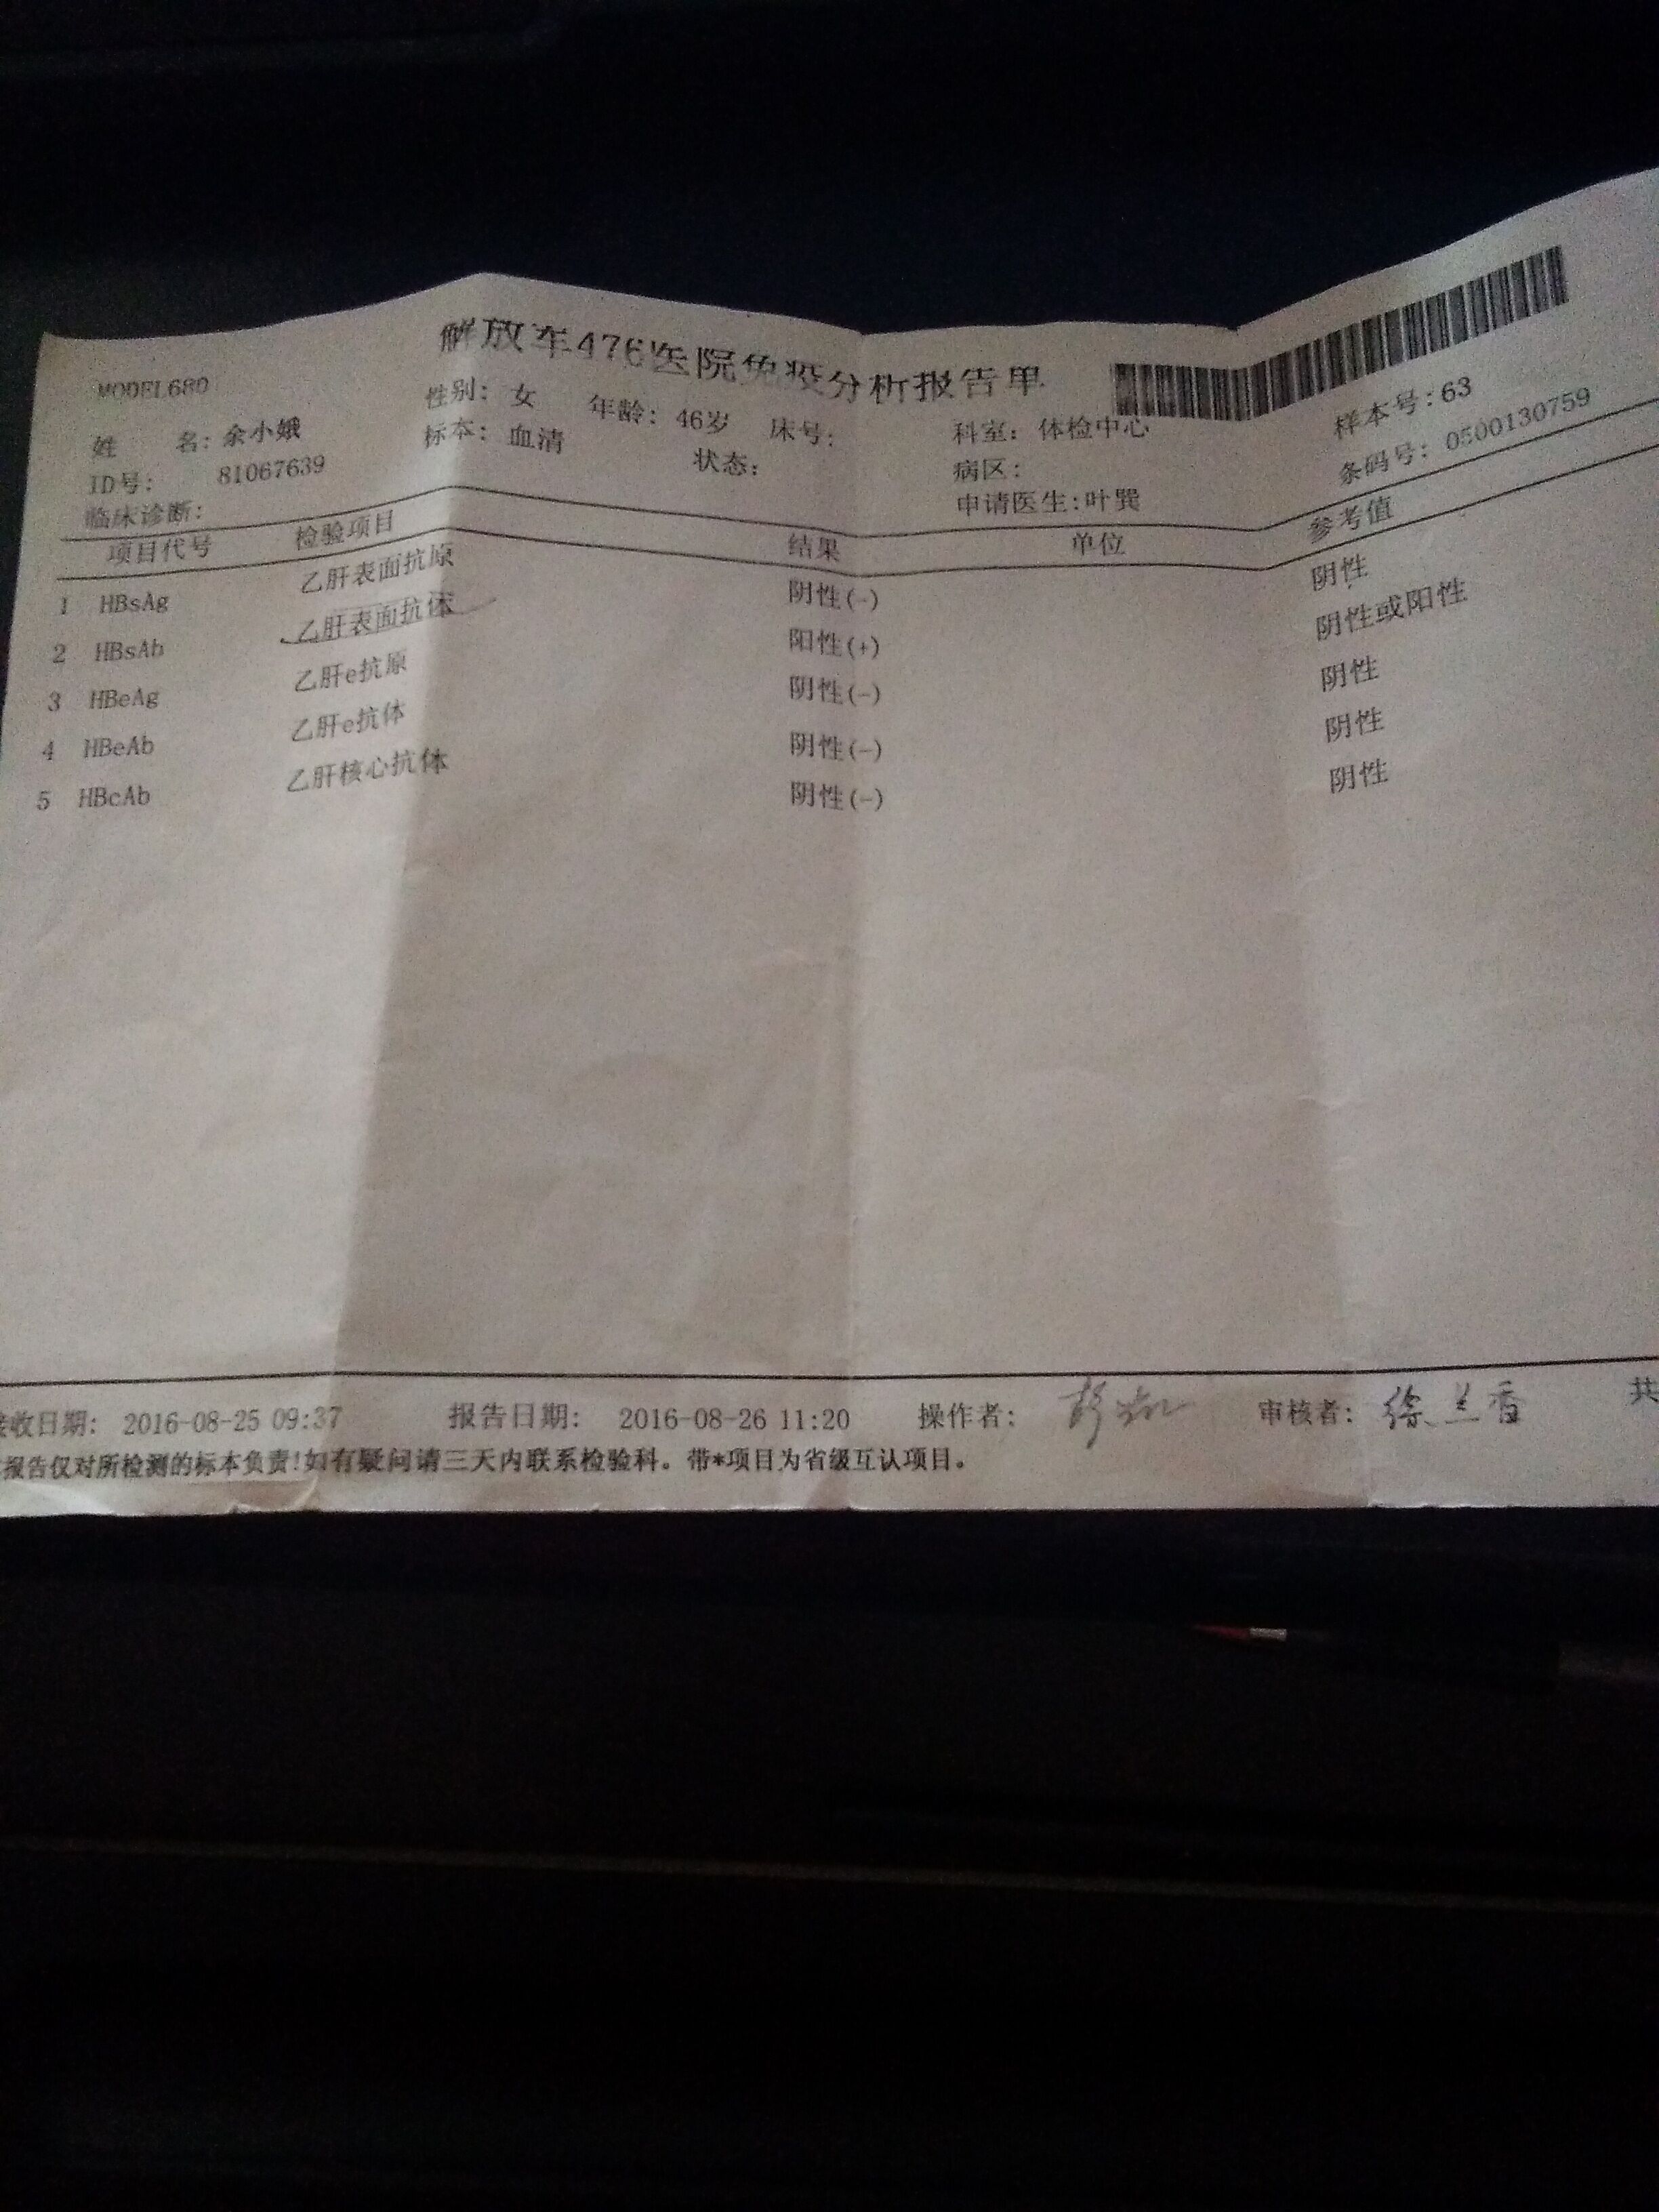 解放军476医院免疫分析报告单
MODEL680
姓 名: 余小娥 性别: 女 年龄: 46岁 床号: 科室: 体检中心 样本号: 63
ID号: 81067639 标本: 血清 状态: 病区: 条码号: 0500130759
临床诊断: 申请医生: 叶巽
项目代号 检验项目 结果 单位 参考值
1 HBsAg 乙肝表面抗原 阴性(-) 阴性
2 HBsAb 乙肝表面抗体 阳性(+) 阴性或阳性
3 HBeAg 乙肝e抗原 阴性(-) 阴性
4 HBeAb 乙肝e抗体 阴性(-) 阴性
5 HBcAb 乙肝核心抗体 阴性(-) 阴性
接收日期: 2016-08-25 09:37 报告日期: 2016-08-26 11:20 操作者: 审核者: 徐兰香 共
报告仅对所检测的标本负责!如有疑问请三天内联系检验科。带*项目为省级互认项目。